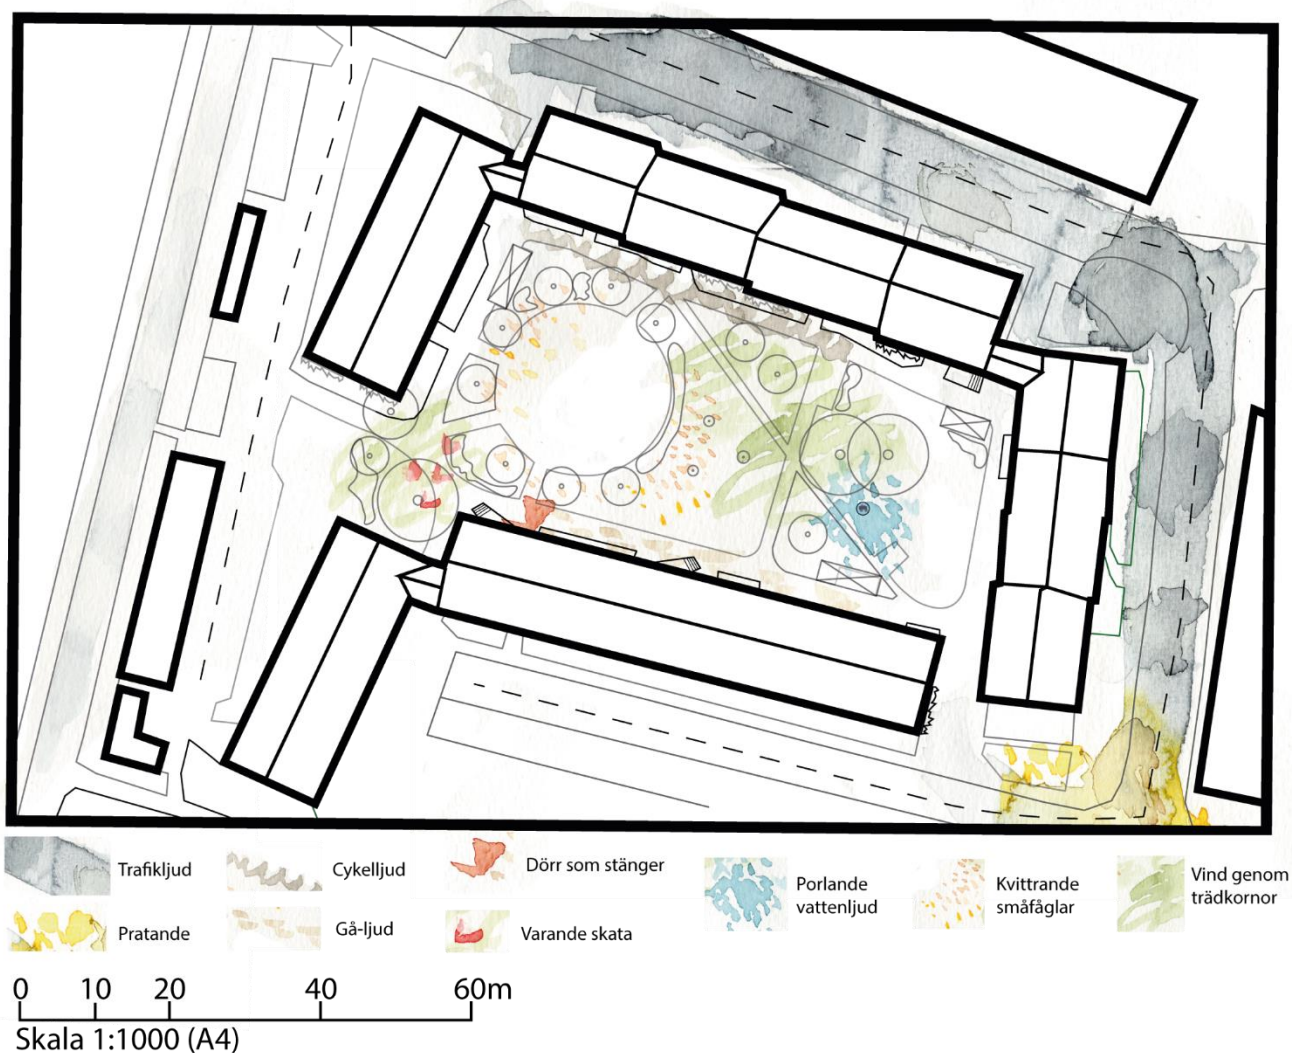 Trafikljud
Cykelljud
Dörr som stänger
Porlande
vattenljud
Kvittrande
småfåglar
Vind genom
trädkornor
Pratande
Gå-ljud
Varande skata
0 10 20 40 60m
Skala 1:1000 (A4)